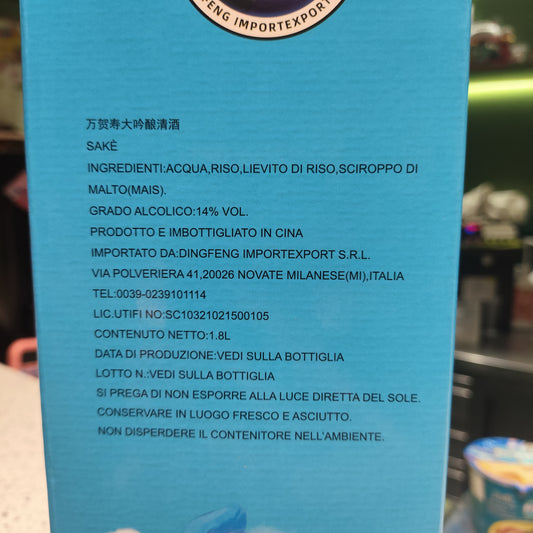 FENG IMPORTEXPORT
万贺寿大吟酿清酒
SAKÈ
INGREDIENTI:ACQUA,RISO,LIEVITO DI RISO,SCIROPPO DI
MALTO(MAIS).
GRADO ALCOLICO:14% VOL.
PRODOTTO E IMBOTTIGLIATO IN CINA
IMPORTATO DA:DINGFENG IMPORTEXPORT S.R.L.
VIA POLVERIERA 41,20026 NOVATE MILANESE(MI),ITALIA
TEL:0039-0239101114
LIC.UTIFI NO:SC10321021500105
CONTENUTO NETTO:1.8L
DATA DI PRODUZIONE:VEDI SULLA BOTTIGLIA
LOTTO N.:VEDI SULLA BOTTIGLIA
SI PREGA DI NON ESPORRE ALLA LUCE DIRETTA DEL SOLE.
CONSERVARE IN LUOGO FRESCO E ASCIUTTO.
NON DISPERDERE IL CONTENITORE NELL'AMBIENTE.